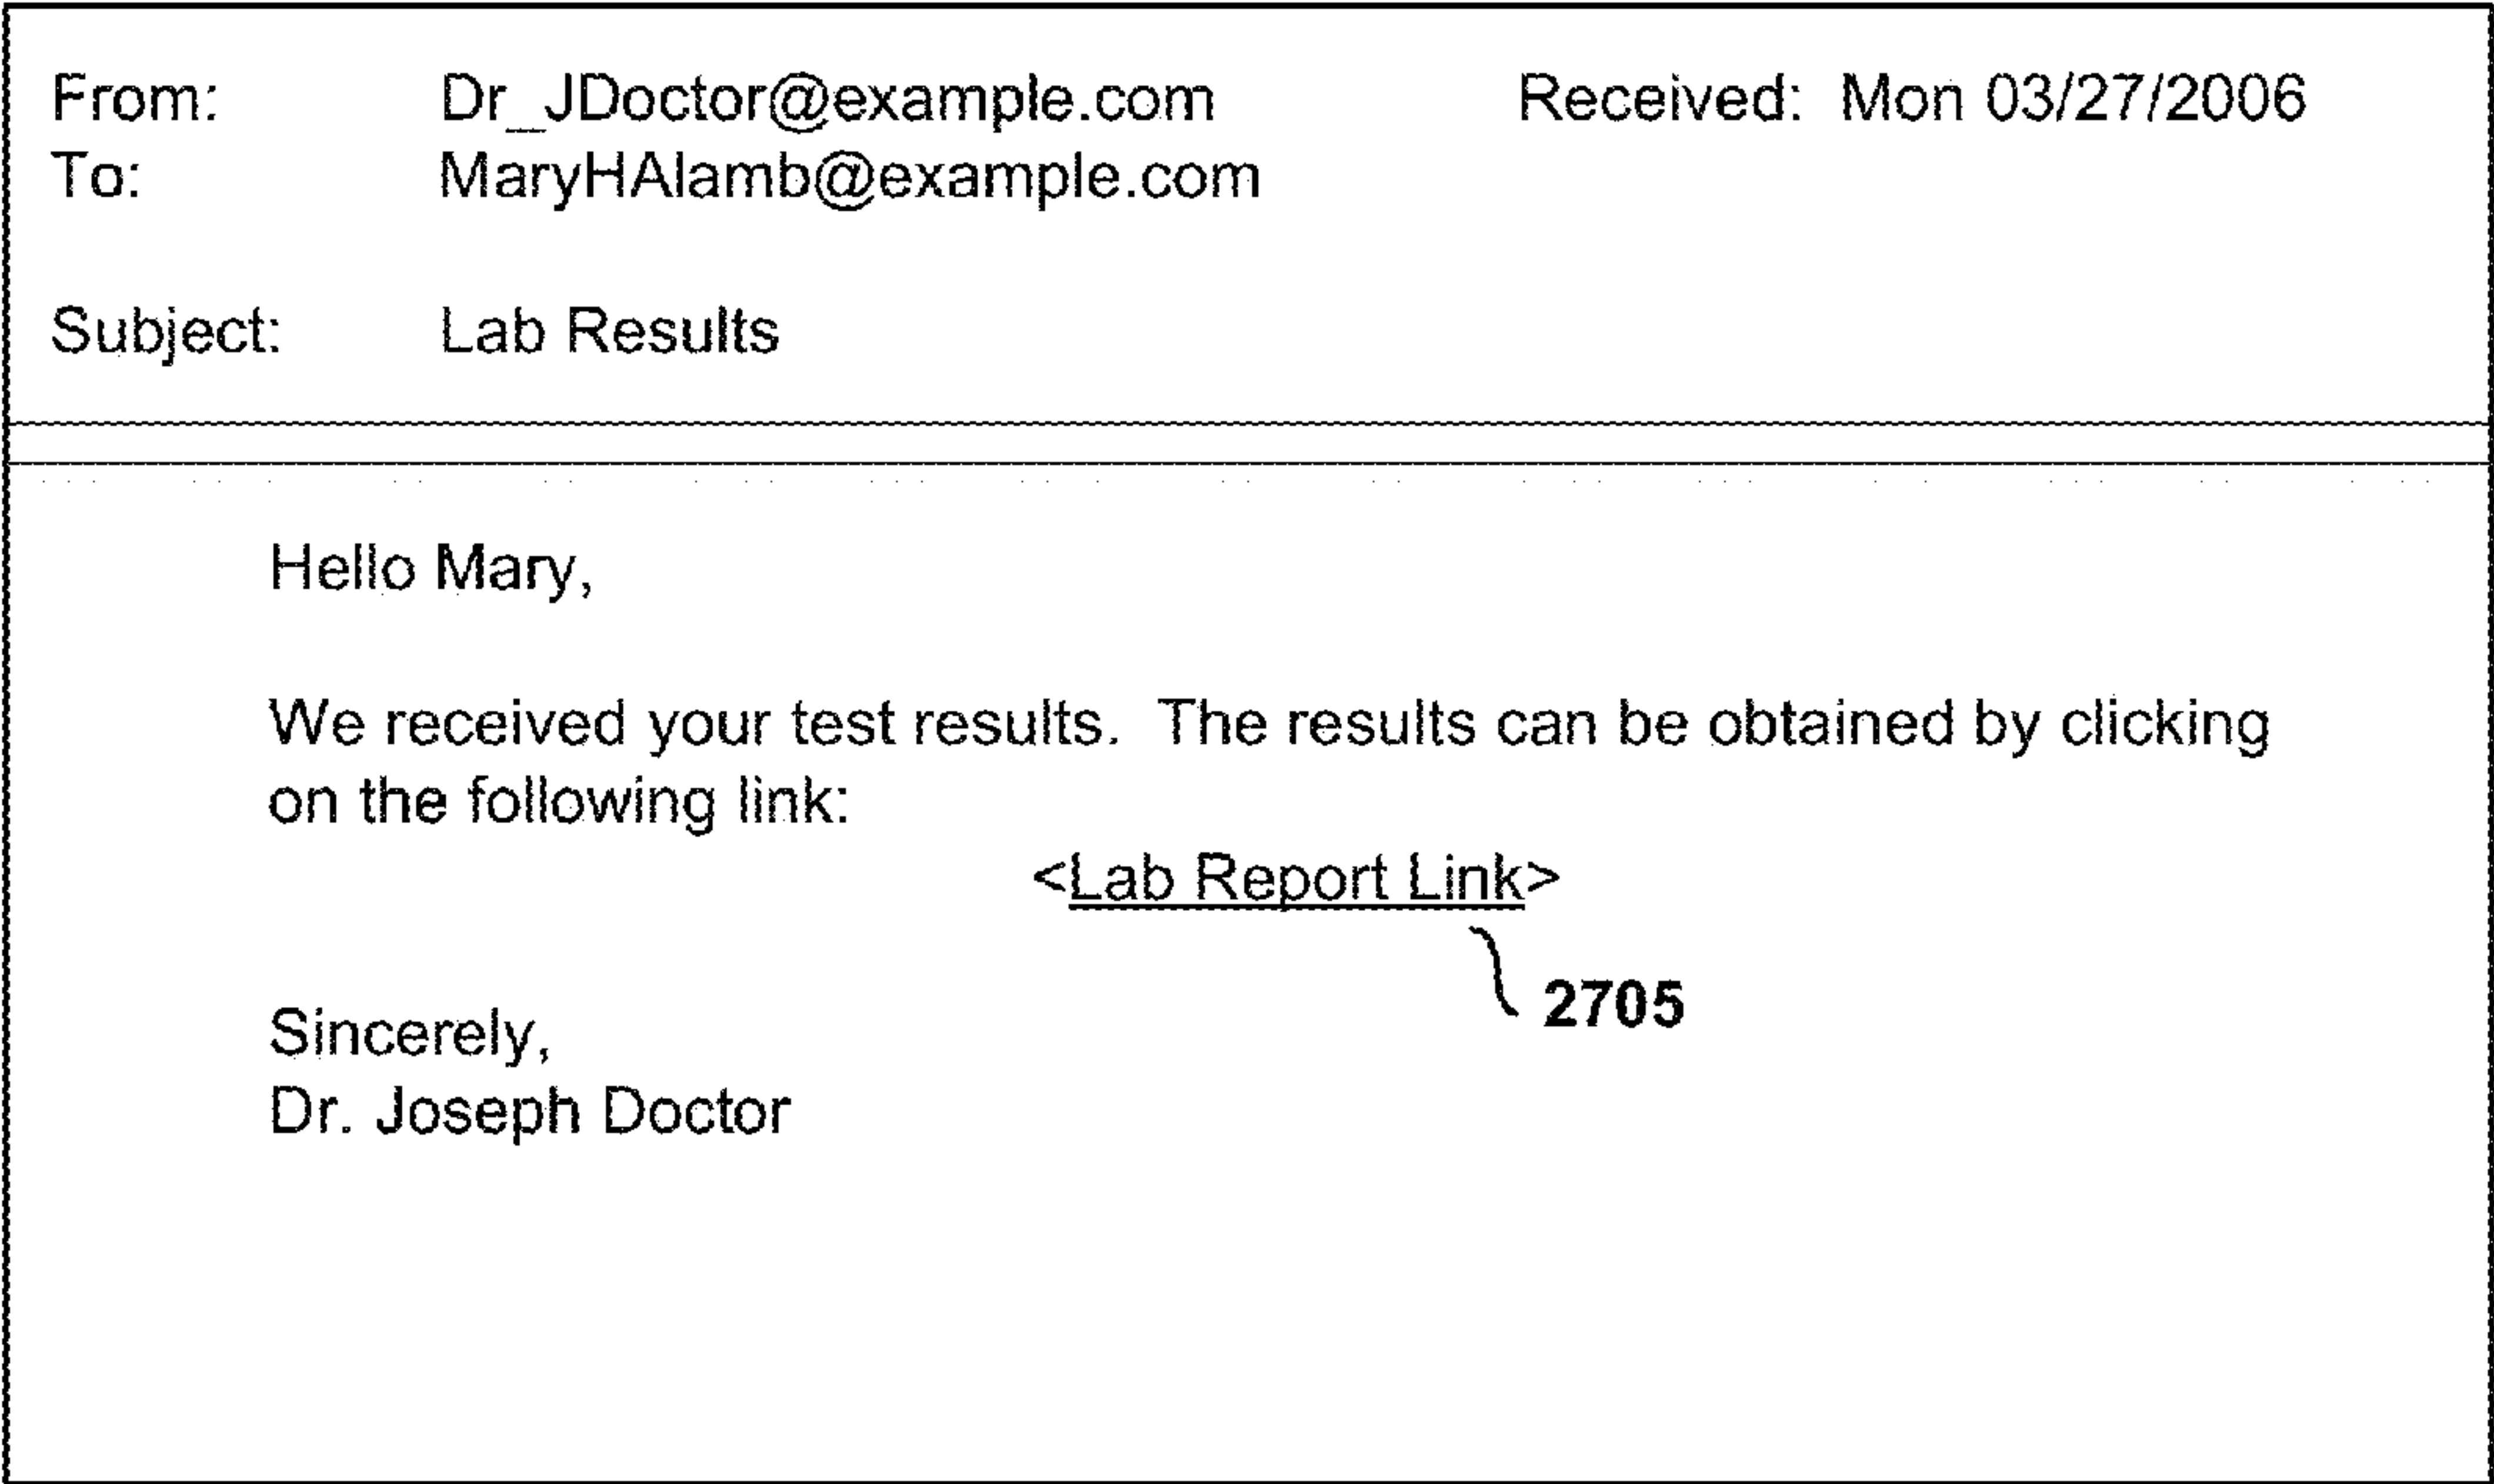 From: Dr_JDoctor@example.com Received: Mon 03/27/2006
To: MaryHAlamb@example.com
Subject: Lab Results
Hello Mary,
We received your test results. The results can be obtained by clicking
on the following link:
<Lab Report Link>
2705
Sincerely,
Dr. Joseph Doctor